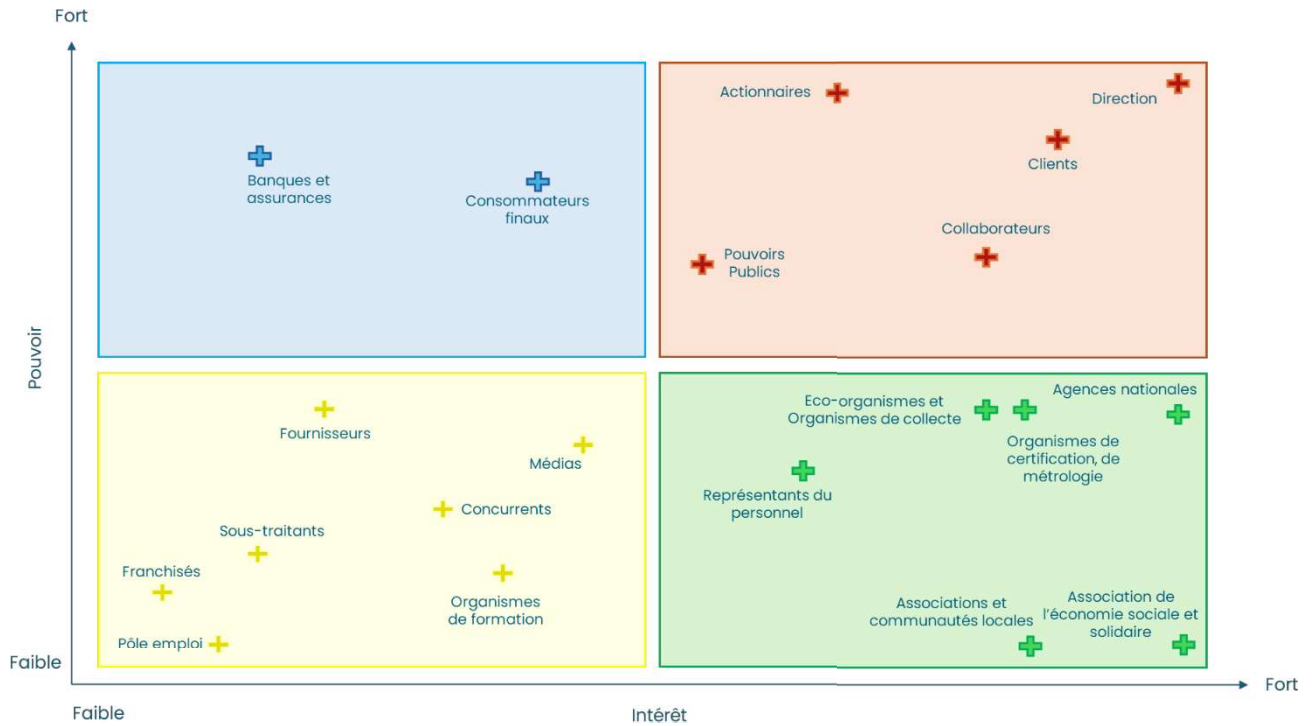 Fort
Actionnaires
Direction
Clients
Banques et
assurances
Consommateurs
finaux
Collaborateurs
Pouvoirs
Publics
Pouvoir
Fournisseurs
Médias
Concurrents
Sous-traitants
Franchisés
Organismes
de formation
Pôle emploi
Eco-organismes et
Organismes de collecte
Agences nationales
Organismes de
certification, de
métrologie
Représentants du
personnel
Associations et
communautés locales
Association de
l'économie sociale et
solidaire
Faible
Faible
Intérêt
Fort